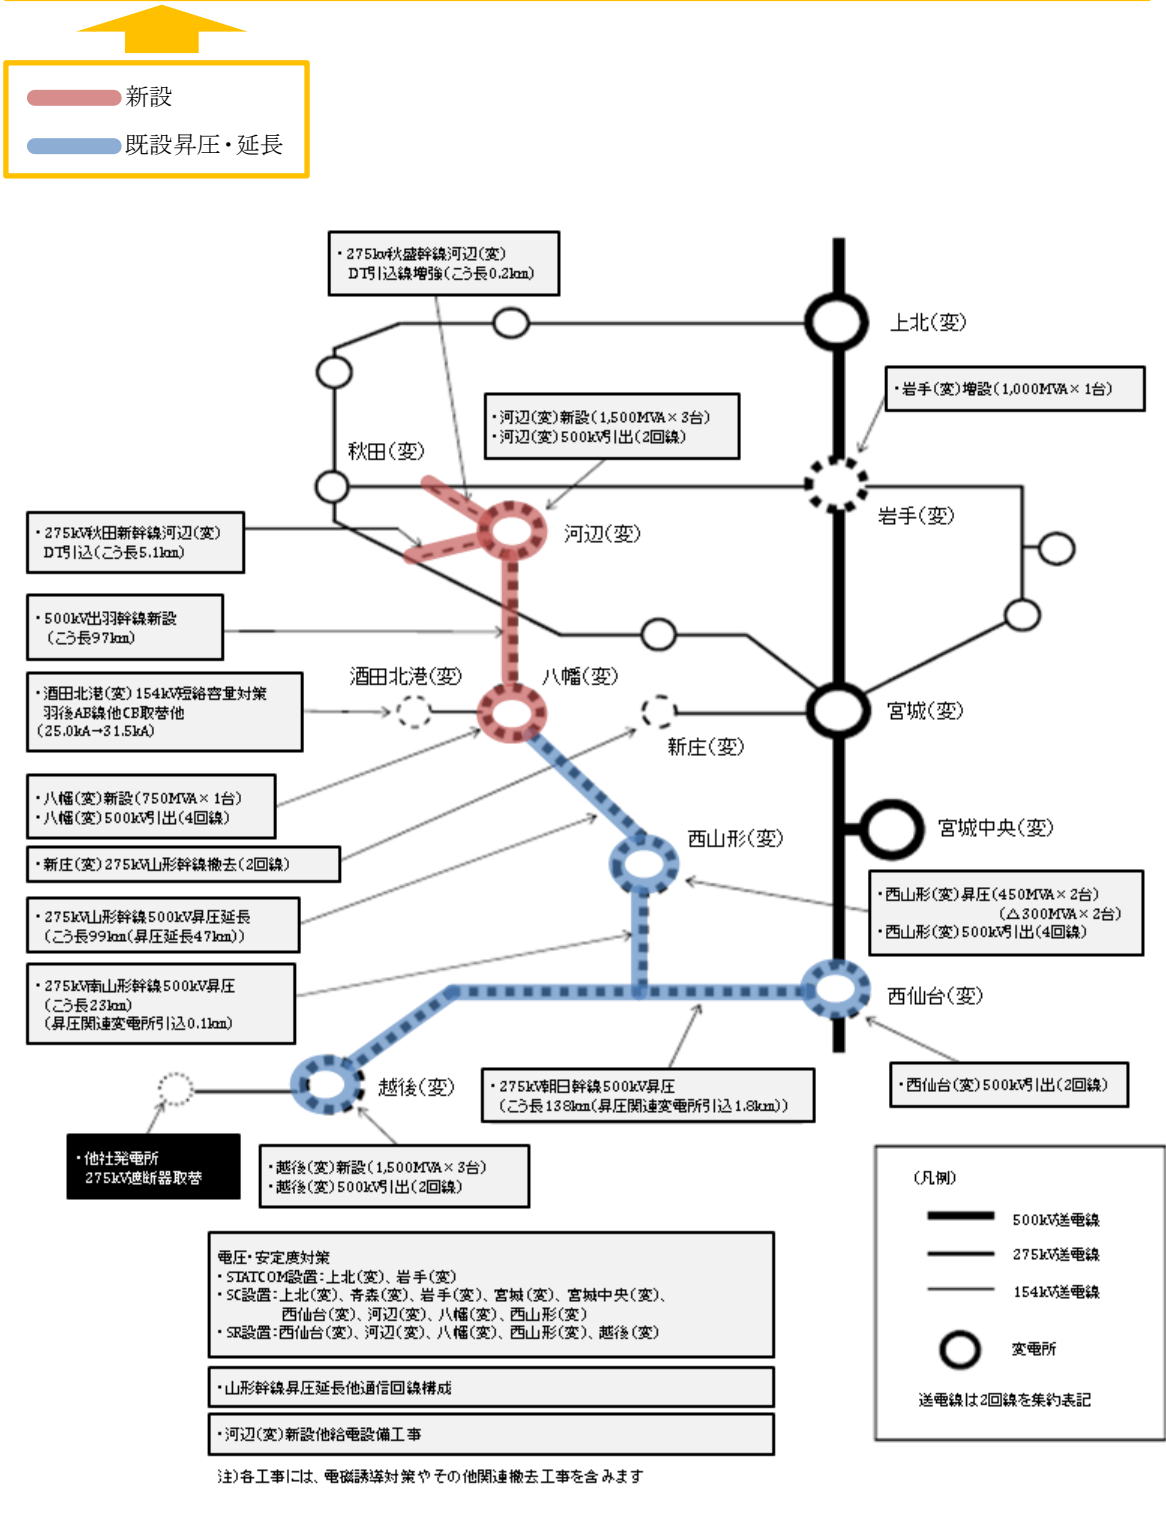 新設
既設昇圧・延長
・275kV秋盛幹線河辺(変)
DT引込線増強(こう長0.2km)
上北(変)
・岩手(変)増設(1,000MVA×1台)
・河辺(変)新設(1,500MVA×3台)
・河辺(変)500kV引出(2回線)
秋田(変)
岩手(変)
・275kV秋田新幹線河辺(変)
DT引込(こう長5.1km)
河辺(変)
・500kV出羽幹線新設
(こう長97km)
酒田北港(変)
八幡(変)
・酒田北港(変)154kV短絡容量対策
羽後AB線他CB取替他
(25.0kA→31.5kA)
宮城(変)
新庄(変)
・八幡(変)新設(750MVA×1台)
・八幡(変)500kV引出(4回線)
宮城中央(変)
西山形(変)
・新庄(変)275kV山形幹線撤去(2回線)
・西山形(変)昇圧(450MVA×2台)
(△300MVA×2台)
・西山形(変)500kV引出(4回線)
・275kV山形幹線500kV昇圧延長
(こう長99km(昇圧延長47km))
・275kV南山形幹線500kV昇圧
(こう長23km)
(昇圧関連変電所引込0.1km)
西仙台(変)
越後(変)
・275kV朝日幹線500kV昇圧
(こう長138km(昇圧関連変電所引込1.8km))
・西仙台(変)500kV引出(2回線)
・他社発電所
275kV遮断器取替
・越後(変)新設(1,500MVA×3台)
・越後(変)500kV引出(2回線)
(凡例)
500kV送電線
275kV送電線
154kV送電線
変電所
送電線は2回線を集約表記
電圧・安定度対策
・STATCOM設置:上北(変)、岩手(変)
・SC設置:上北(変)、青森(変)、岩手(変)、宮城(変)、宮城中央(変)、
西仙台(変)、河辺(変)、八幡(変)、西山形(変)
・SR設置:西仙台(変)、河辺(変)、八幡(変)、西山形(変)、越後(変)
・山形幹線昇圧延長他通信回線構成
・河辺(変)新設他給電設備工事
注)各工事には、電磁誘導対策やその他関連撤去工事を含みます